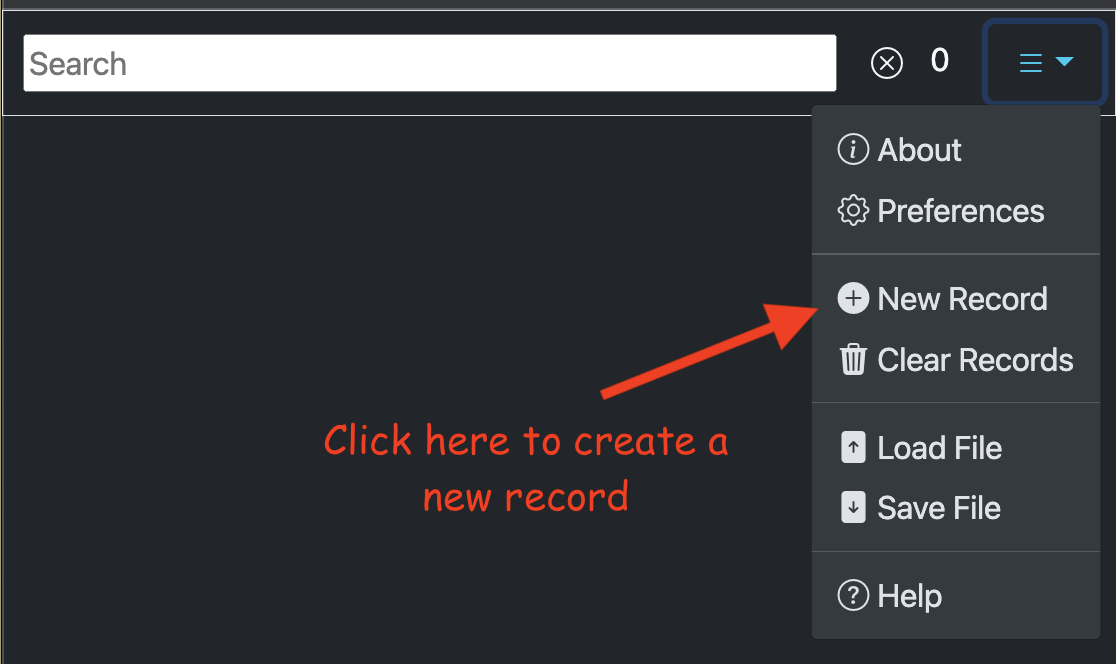 Search
0
About
Preferences
New Record
Clear Records
Click here to create a
new record
Load File
Save File
Help